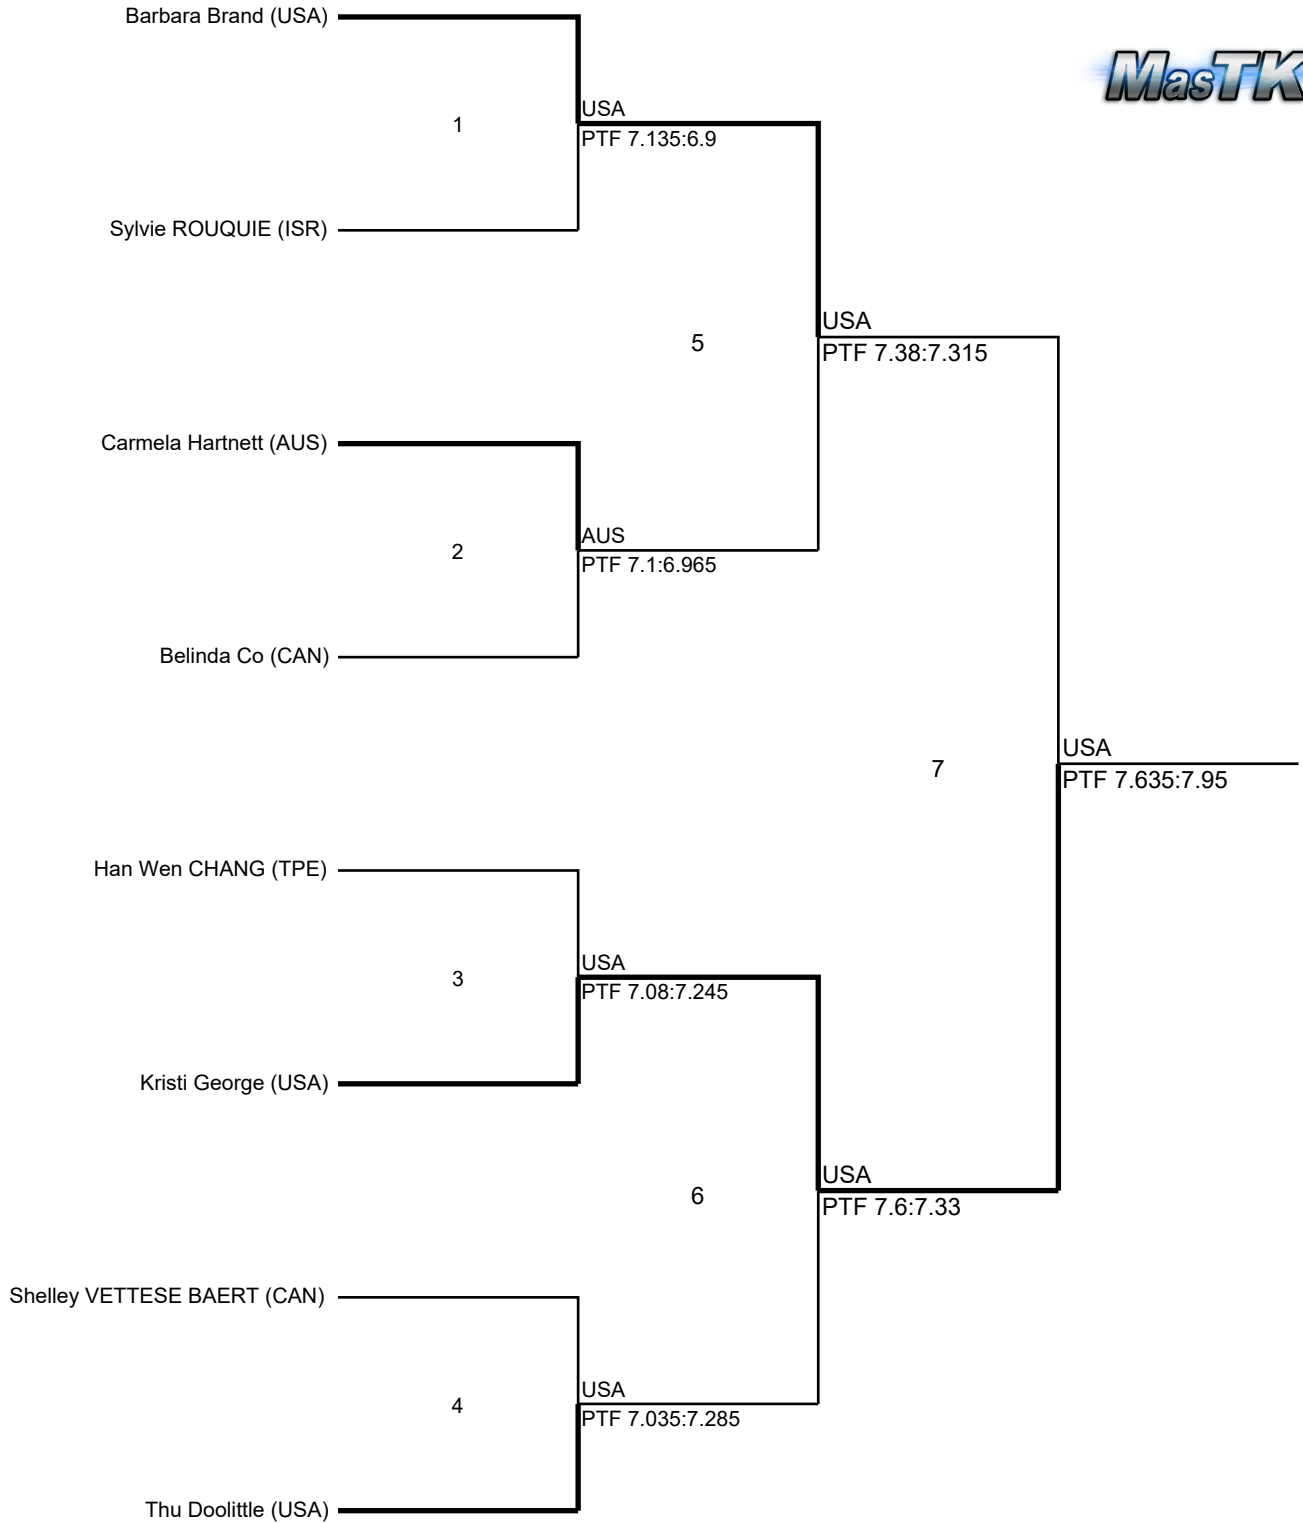 Barbara Brand (USA)
MasTK
1
USA
PTF 7.135:6.9
Sylvie ROUQUIE (ISR)
5
USA
PTF 7.38:7.315
Carmela Hartnett (AUS)
2
AUS
PTF 7.1:6.965
Belinda Co (CAN)
7
USA
PTF 7.635:7.95
Han Wen CHANG (TPE)
3
USA
PTF 7.08:7.245
Kristi George (USA)
6
USA
PTF 7.6:7.33
Shelley VETTESE BAERT (CAN)
4
USA
PTF 7.035:7.285
Thu Doolittle (USA)